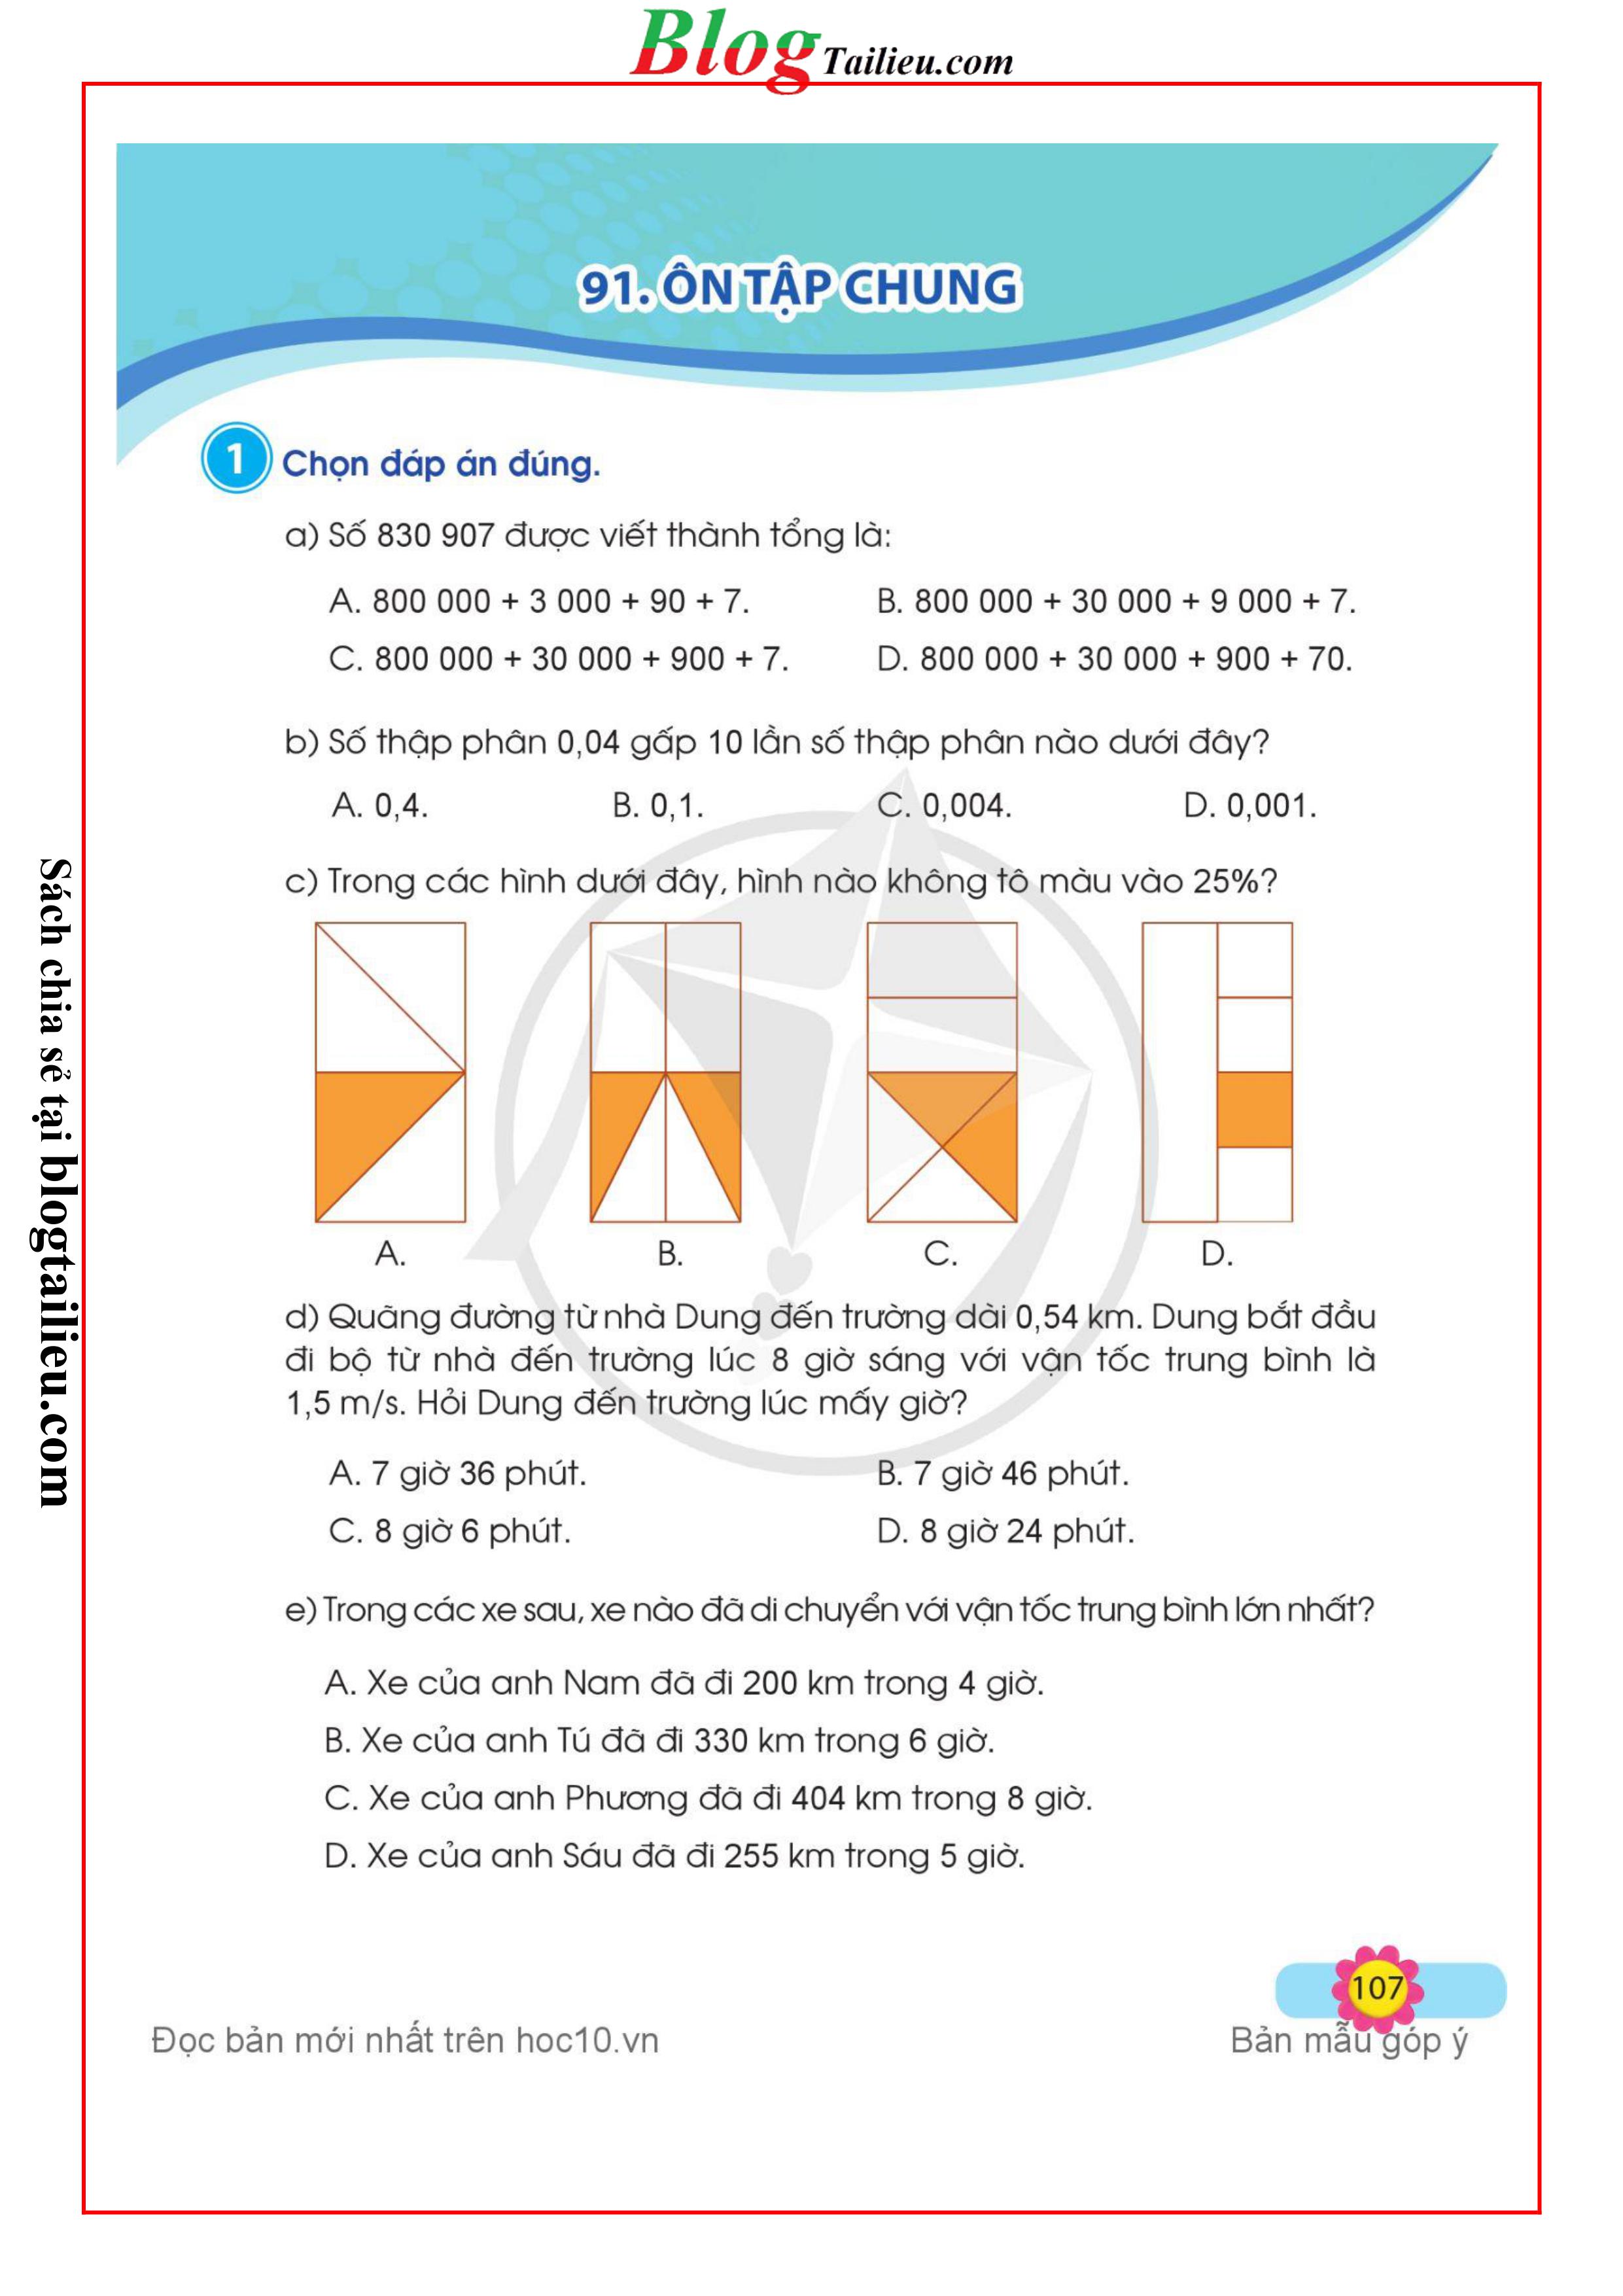 Blog Tailieu.com
91. ÔN TẬP CHUNG
1 Chọn đáp án đúng.
a) Số 830 907 được viết thành tổng là:
A. 800 000 + 3 000 + 90 + 7. B. 800 000 + 30 000 + 9 000 + 7.
C. 800 000 + 30 000 + 900 + 7. D. 800 000 + 30 000 + 900 + 70.
b) Số thập phân 0,04 gấp 10 lần số thập phân nào dưới đây?
A. 0,4. B. 0,1. C. 0,004. D. 0,001.
c) Trong các hình dưới đây, hình nào không tô màu vào 25%?
A. B. C. D.
d) Quãng đường từ nhà Dung đến trường dài 0,54 km. Dung bắt đầu
đi bộ từ nhà đến trường lúc 8 giờ sáng với vận tốc trung bình là
1,5 m/s. Hỏi Dung đến trường lúc mấy giờ?
A. 7 giờ 36 phút. B. 7 giờ 46 phút.
C. 8 giờ 6 phút. D. 8 giờ 24 phút.
e) Trong các xe sau, xe nào đã di chuyển với vận tốc trung bình lớn nhất?
A. Xe của anh Nam đã đi 200 km trong 4 giờ.
B. Xe của anh Tú đã đi 330 km trong 6 giờ.
C. Xe của anh Phương đã đi 404 km trong 8 giờ.
D. Xe của anh Sáu đã đi 255 km trong 5 giờ.
107
Đọc bản mới nhất trên hoc10.vn Bản mẫu góp ý
Sách chia sẻ tại blogtailieu.com